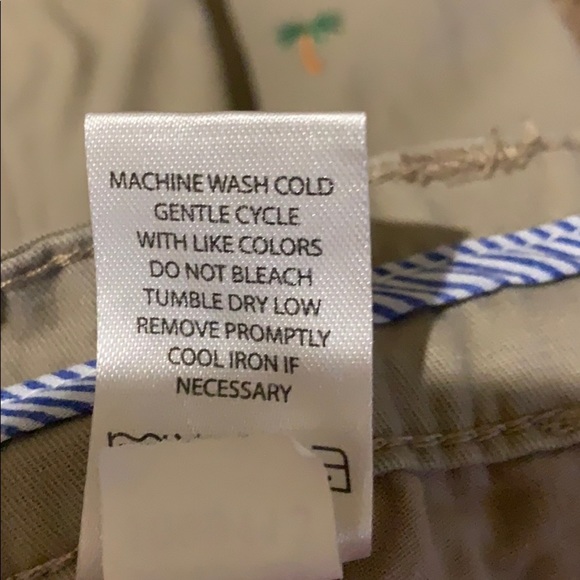 MACHINE WASH COLD
GENTLE CYCLE
WITH LIKE COLORS
DO NOT BLEACH
TUMBLE DRY LOW
REMOVE PROMPTLY
COOL IRON IF
NECESSARY